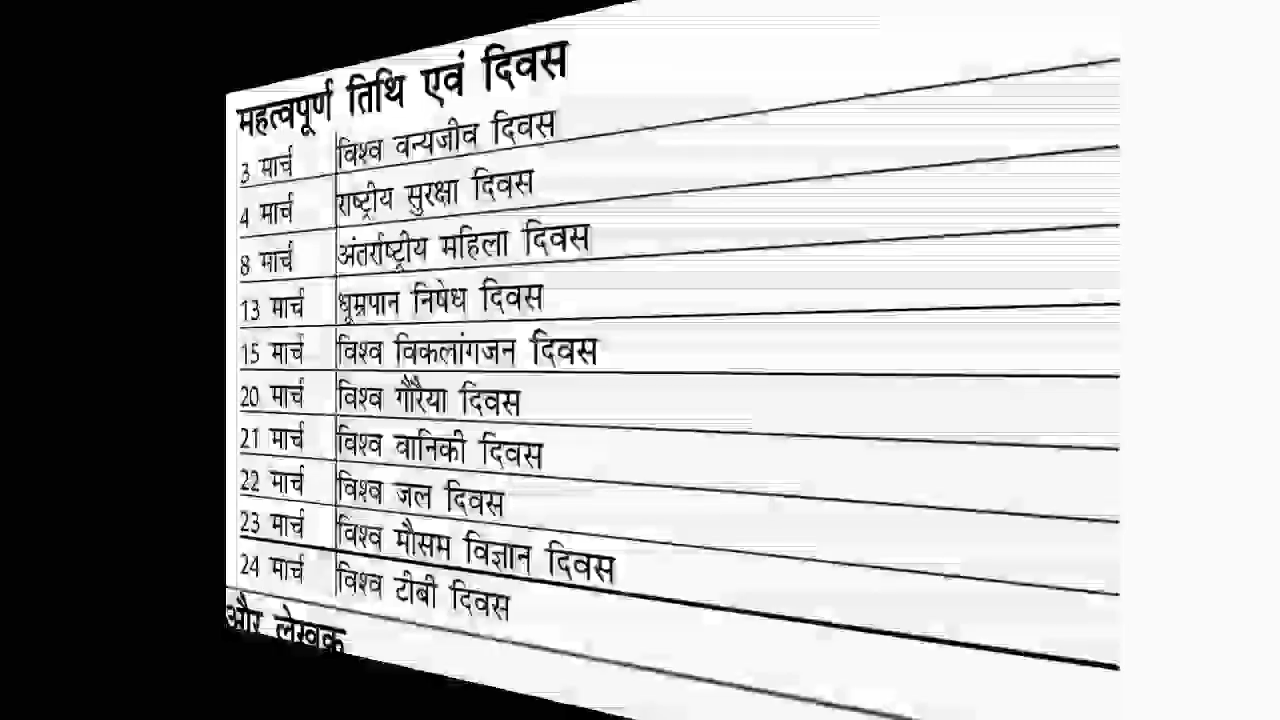 महत्वपूर्ण तिथि एवं दिवस
3 मार्च विश्व वन्यजीव दिवस
4 मार्च राष्ट्रीय सुरक्षा दिवस
8 मार्च अंतर्राष्ट्रीय महिला दिवस
13 मार्च धूम्रपान निषेध दिवस
15 मार्च विश्व विकलांगजन दिवस
20 मार्च विश्व गौरैया दिवस
21 मार्च विश्व वानिकी दिवस
22 मार्च विश्व जल दिवस
23 मार्च विश्व मौसम विज्ञान दिवस
24 मार्च विश्व टीबी दिवस
और लेखक